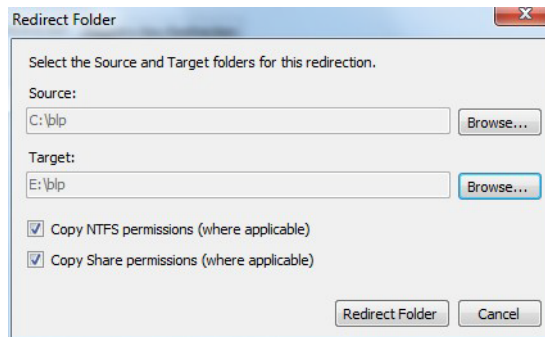 Redirect Folder
Select the Source and Target folders for this redirection.
Source:
C:\blp
Browse...
Target:
E:\blp
Browse...
Copy NTFS permissions (where applicable)
Copy Share permissions (where applicable)
Redirect Folder
Cancel